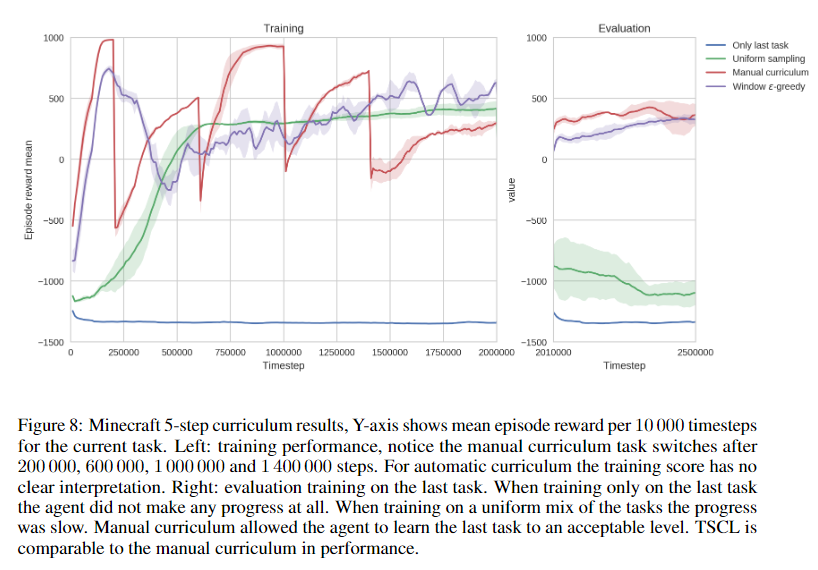 Training
Evaluation
1000
500
0
−500
−1000
−1500
Episode reward mean
0
250000
500000
750000
1000000
1250000
1500000
1750000
2000000
Timestep
1000
500
0
−500
−1000
−1500
value
2010000
2500000
Timestep
Only last task
Uniform sampling
Manual curriculum
Window ε-greedy
Figure 8: Minecraft 5-step curriculum results, Y-axis shows mean episode reward per 10 000 timesteps
for the current task. Left: training performance, notice the manual curriculum task switches after
200 000, 600 000, 1 000 000 and 1 400 000 steps. For automatic curriculum the training score has no
clear interpretation. Right: evaluation training on the last task. When training only on the last task
the agent did not make any progress at all. When training on a uniform mix of the tasks the progress
was slow. Manual curriculum allowed the agent to learn the last task to an acceptable level. TSCL is
comparable to the manual curriculum in performance.